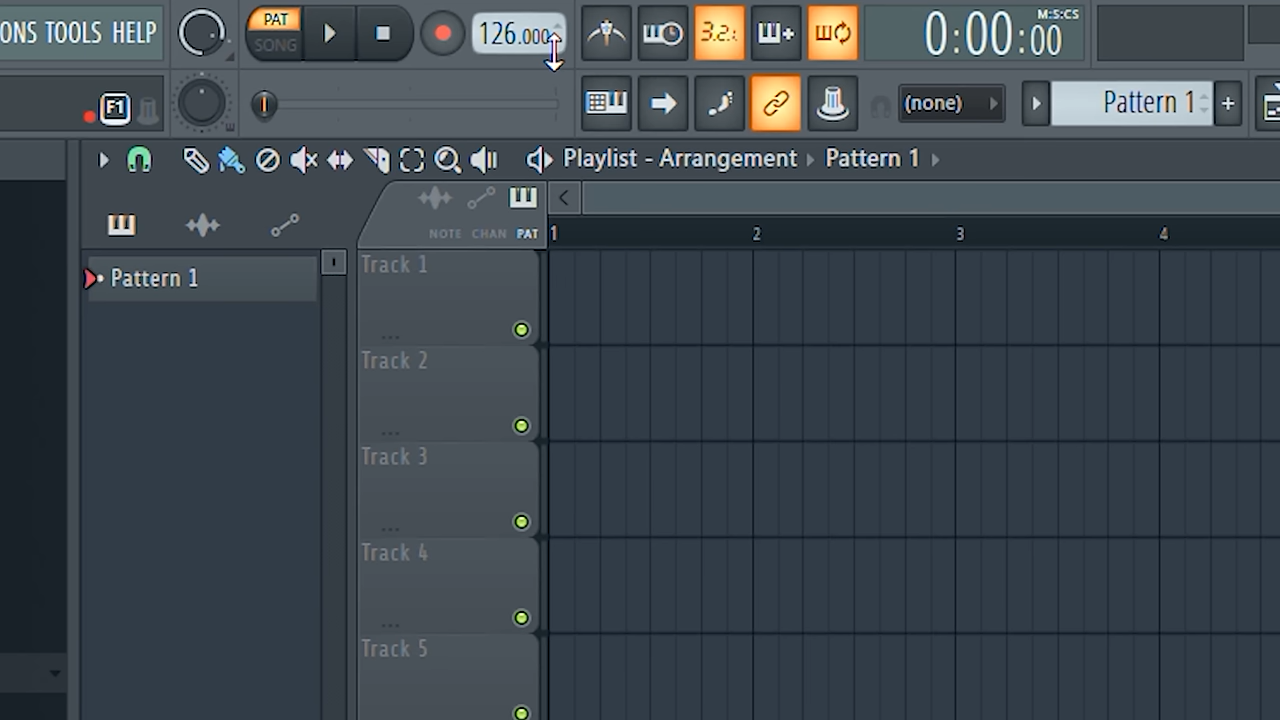 ONS TOOLS HELP
PAT
SONG
126.000
3.2.
0:00:00
M:S:CS
F1
(none)
Pattern 1
+
Playlist - Arrangement › Pattern 1 ›
NOTE CHAN PAT
1 2 3 4
Pattern 1
Track 1
...
Track 2
...
Track 3
...
Track 4
...
Track 5